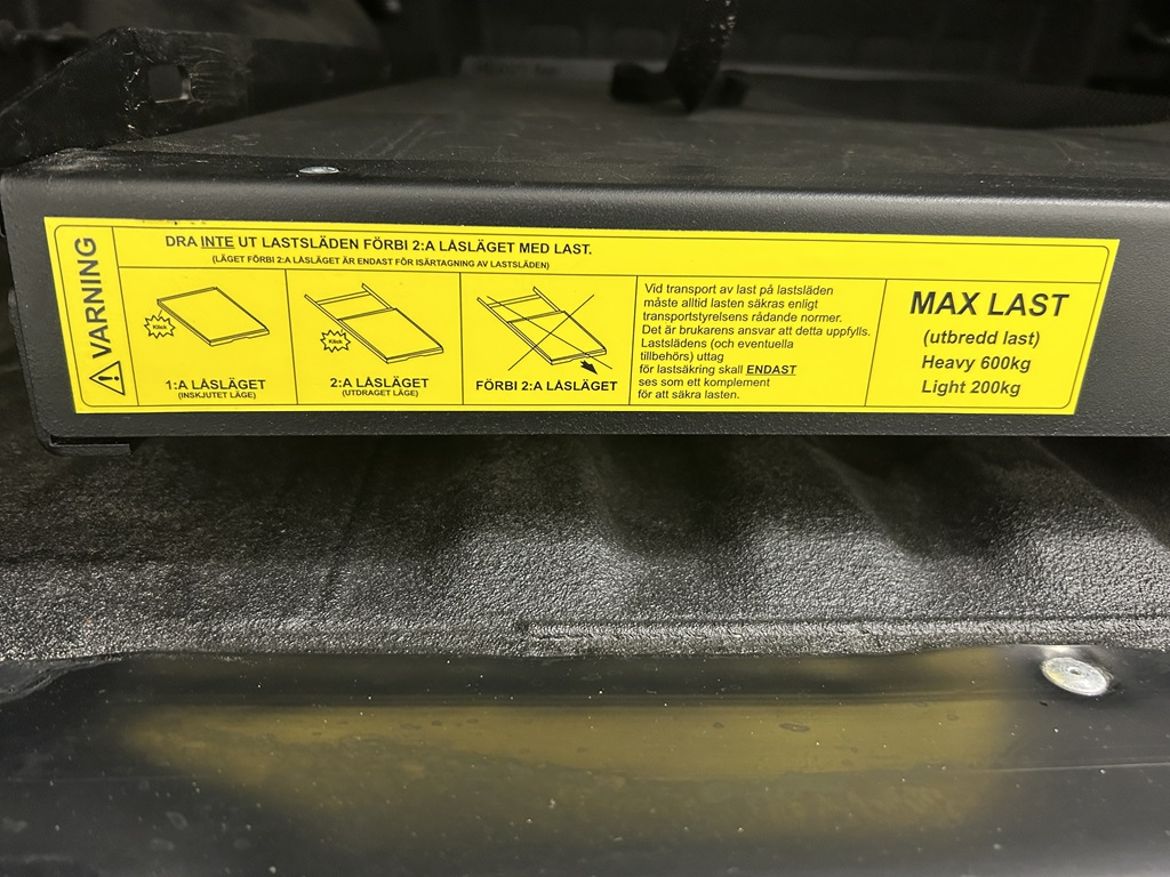 VARNING
DRA INTE UT LASTSLÄDEN FÖRBI 2:A LÅSLÄGET MED LAST.
(LÄGET FÖRBI 2:A LÅSLÄGET ÄR ENDAST FÖR ISÄRTAGNING AV LASTSLÄDEN)
Klick
1:A LÅSLÄGET
(INSKJUTET LÄGE)
Klick
2:A LÅSLÄGET
(UTDRAGET LÄGE)
FÖRBI 2:A LÅSLÄGET
Vid transport av last på lastsläden
måste alltid lasten säkras enligt
transportstyrelsens rådande normer.
Det är brukarens ansvar att detta uppfylls.
Lastslädens (och eventuella
tillbehörs) uttag
för lastsäkring skall ENDAST
ses som ett komplement
för att säkra lasten.
MAX LAST
(utbredd last)
Heavy 600kg
Light 200kg